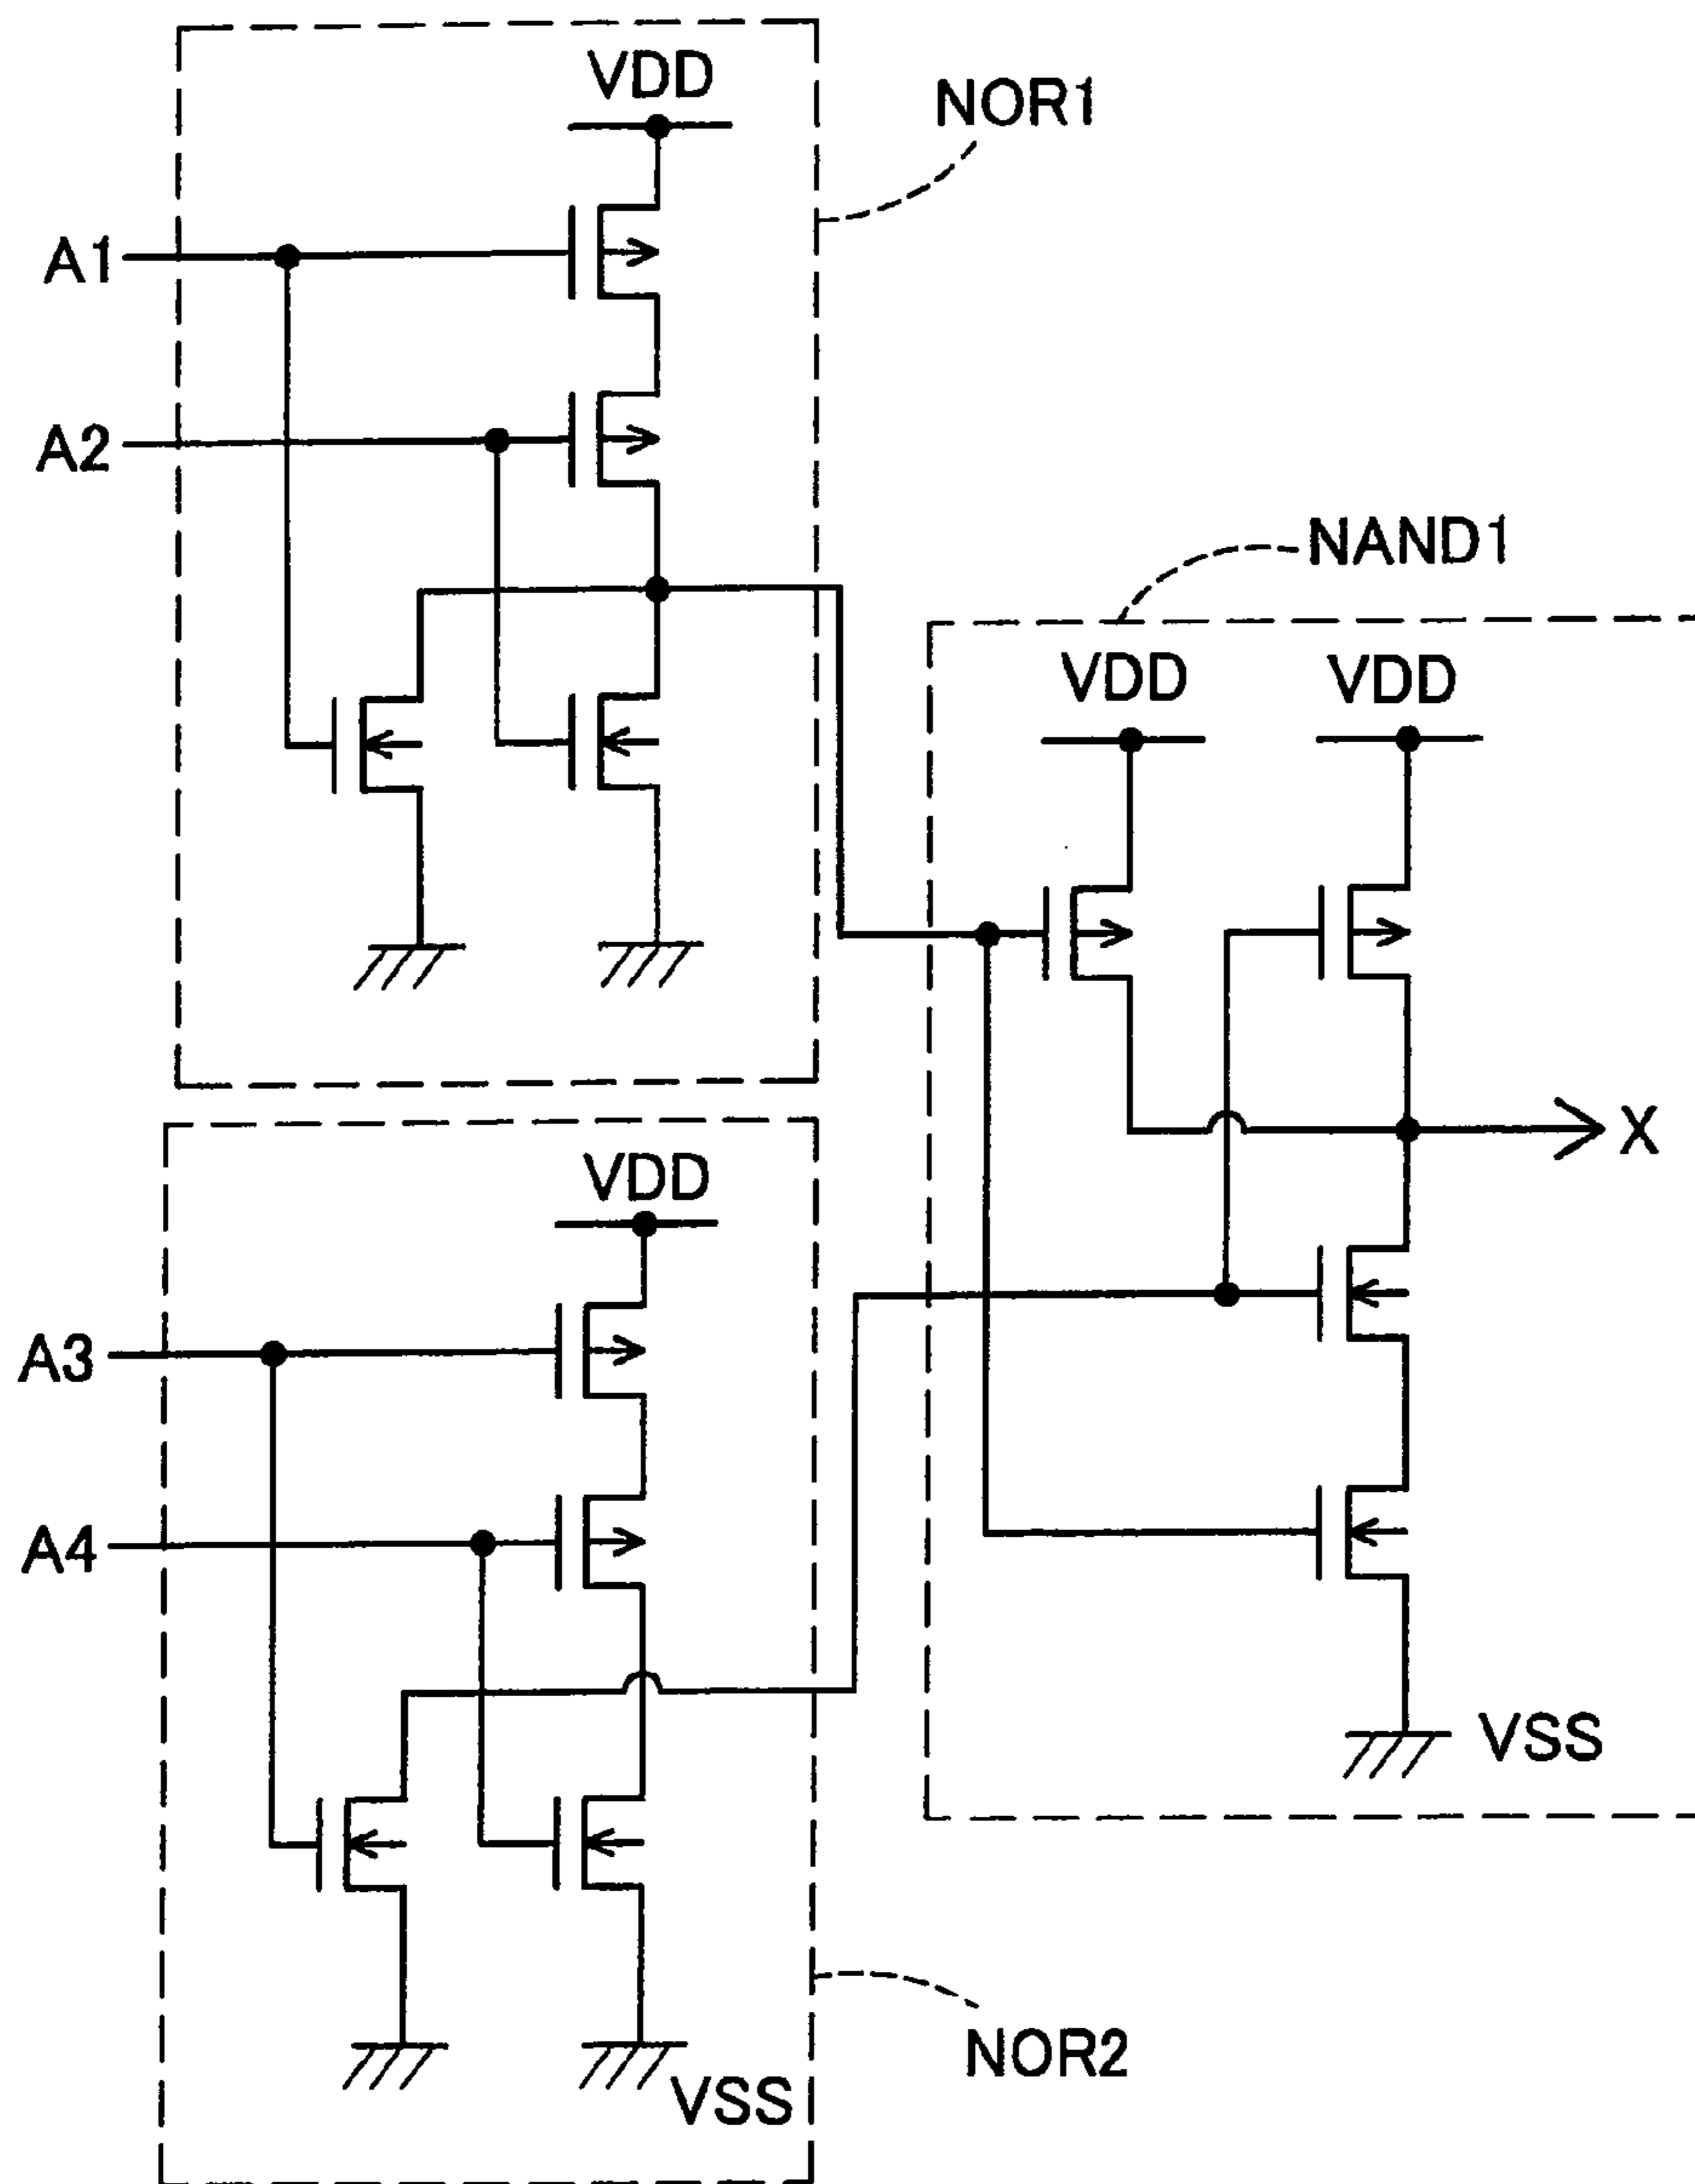 VDD
NOR1
A1
A2
NAND1
VDD
VDD
X
VDD
A3
A4
VSS
NOR2
VSS